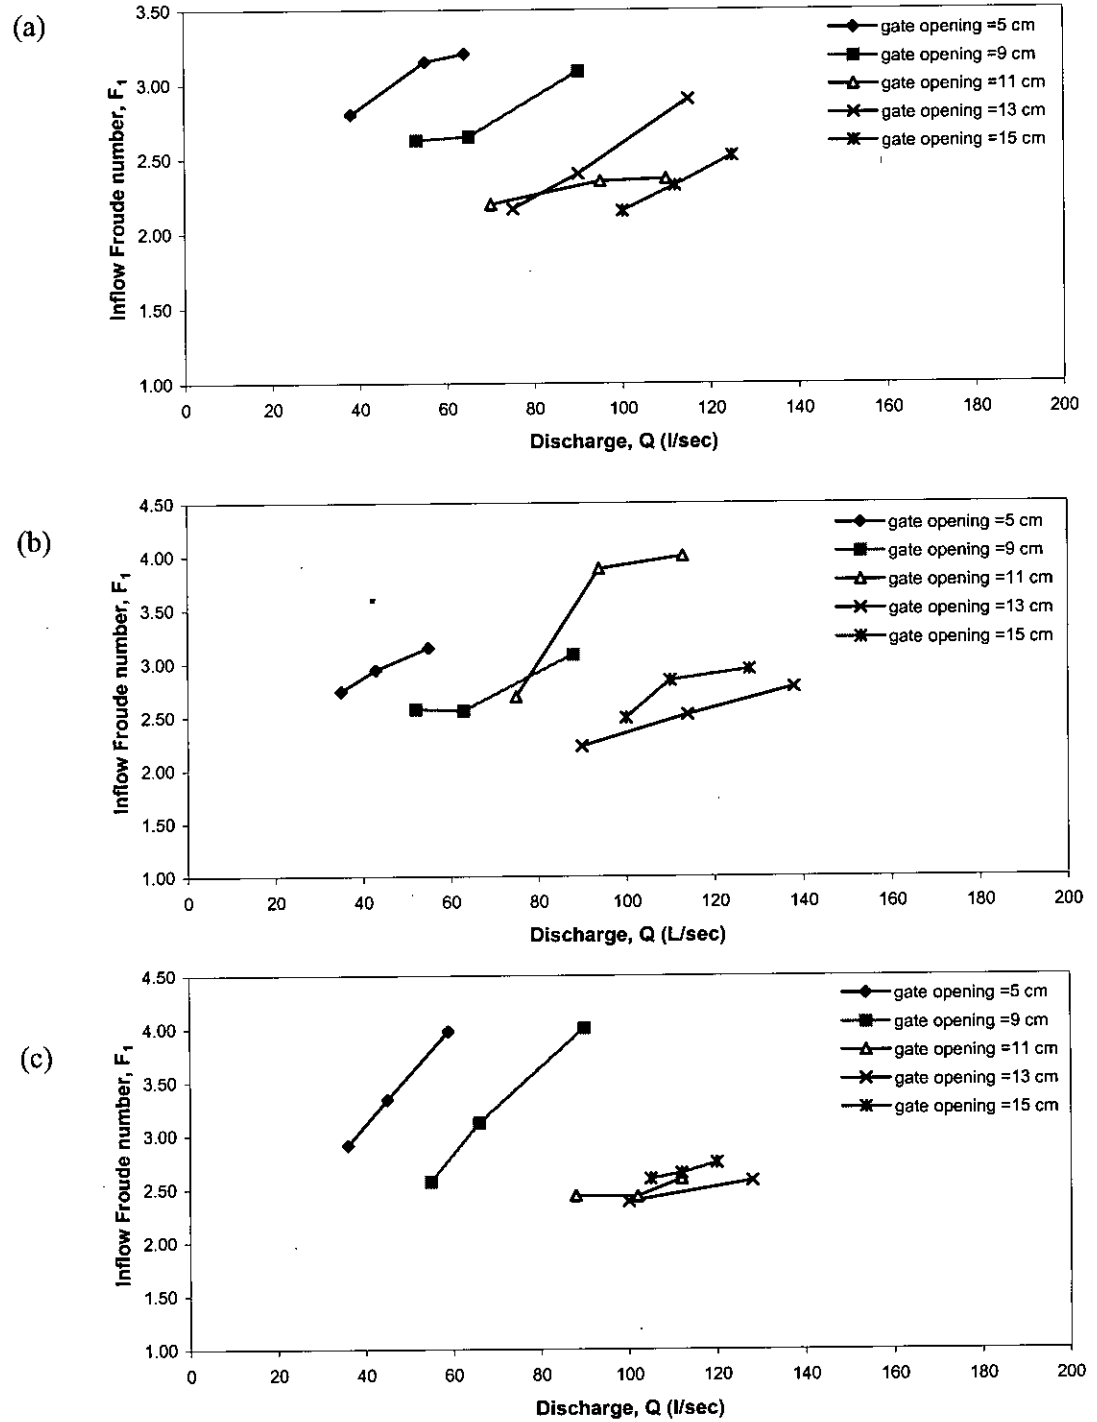 (a)
3.50
3.00
2.50
2.00
1.50
1.00
Inflow Froude number, F1
0 20 40 60 80 100 120 140 160 180 200
Discharge, Q (l/sec)
gate opening =5 cm
gate opening =9 cm
gate opening =11 cm
gate opening =13 cm
gate opening =15 cm
(b)
4.50
4.00
3.50
3.00
2.50
2.00
1.50
1.00
Inflow Froude number, F1
0 20 40 60 80 100 120 140 160 180 200
Discharge, Q (L/sec)
gate opening =5 cm
gate opening =9 cm
gate opening =11 cm
gate opening =13 cm
gate opening =15 cm
(c)
4.50
4.00
3.50
3.00
2.50
2.00
1.50
1.00
Inflow Froude number, F1
0 20 40 60 80 100 120 140 160 180 200
Discharge, Q (l/sec)
gate opening =5 cm
gate opening =9 cm
gate opening =11 cm
gate opening =13 cm
gate opening =15 cm